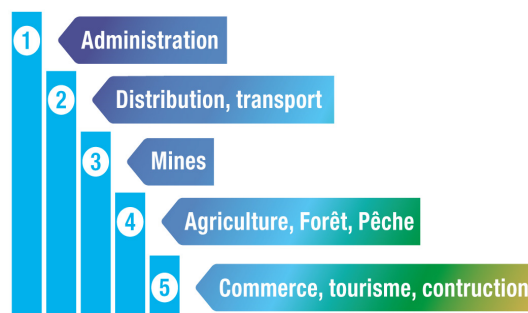 1 Administration
2 Distribution, transport
3 Mines
4 Agriculture, Forêt, Pêche
5 Commerce, tourisme, contruction